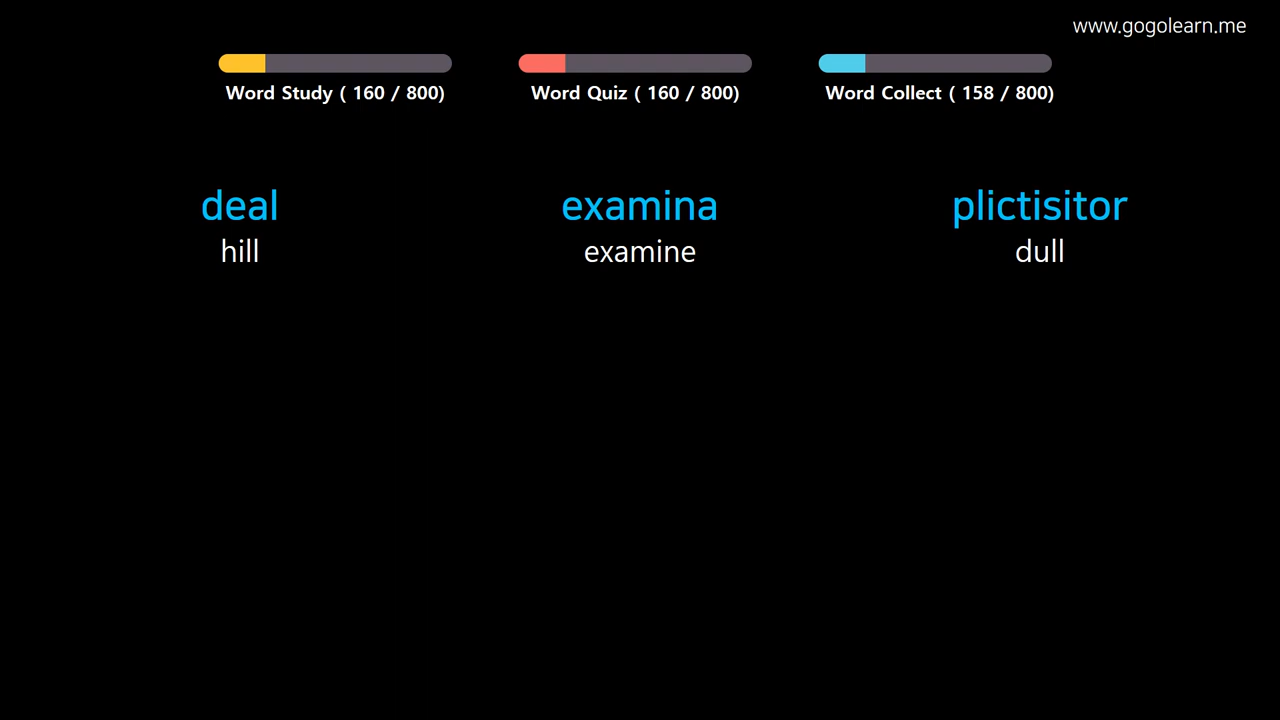 www.gogolearn.me
Word Study ( 160 / 800)
Word Quiz ( 160 / 800)
Word Collect ( 158 / 800)
deal
hill
examina
examine
plictisitor
dull